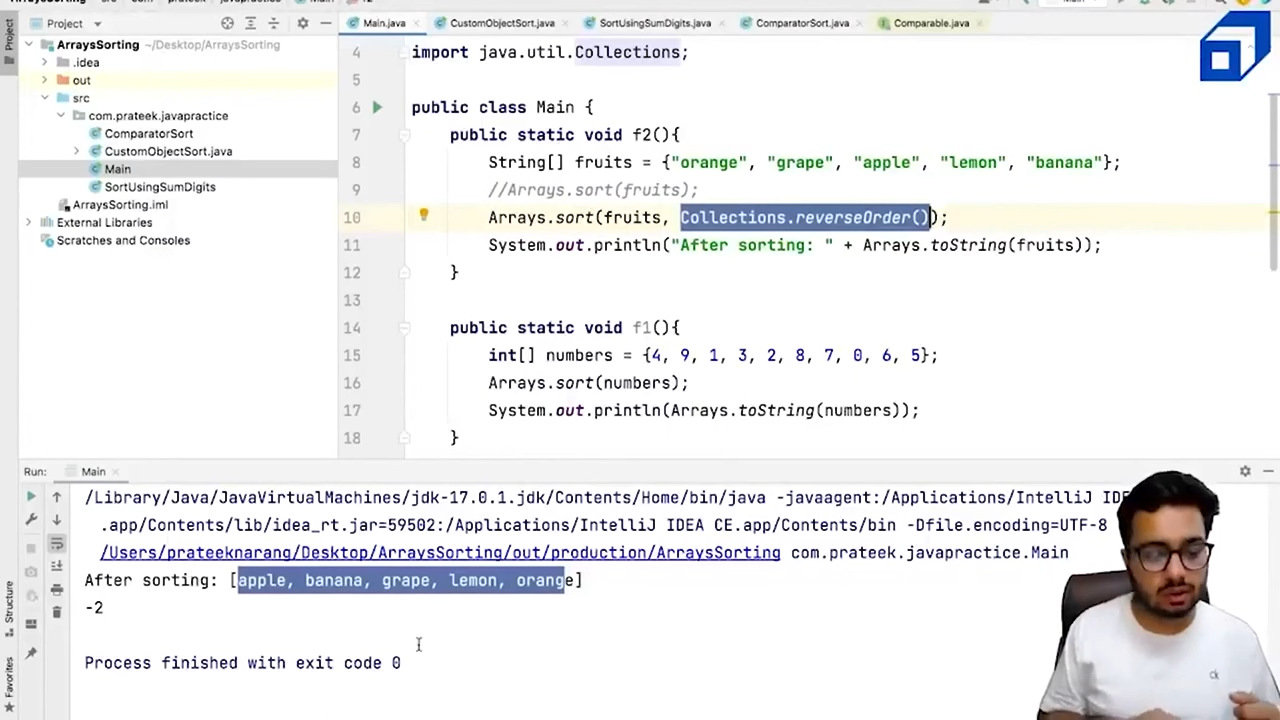 Project
Main.java
CustomObjectSort.java
SortUsingSumDigits.java
ComparatorSort.java
Comparable.java
Project
ArraysSorting ~/Desktop/ArraysSorting
.idea
out
src
com.prateek.javapractice
ComparatorSort
CustomObjectSort.java
Main
SortUsingSumDigits
ArraysSorting.iml
External Libraries
Scratches and Consoles
4 import java.util.Collections;
5
6 public class Main {
7 public static void f2(){
8 String[] fruits = {"orange", "grape", "apple", "lemon", "banana"};
9 //Arrays.sort(fruits);
10 Arrays.sort(fruits, Collections.reverseOrder());
11 System.out.println("After sorting: " + Arrays.toString(fruits));
12 }
13
14 public static void f1(){
15 int[] numbers = {4, 9, 1, 3, 2, 8, 7, 0, 6, 5};
16 Arrays.sort(numbers);
17 System.out.println(Arrays.toString(numbers));
18 }
Run: Main
/Library/Java/JavaVirtualMachines/jdk-17.0.1.jdk/Contents/Home/bin/java -javaagent:/Applications/IntelliJ
.app/Contents/lib/idea_rt.jar=59502:/Applications/IntelliJ IDEA CE.app/Contents/bin -Dfile.encoding=UTF-8
/Users/prateeknarang/Desktop/ArraysSorting/out/production/ArraysSorting com.prateek.javapractice.Main
After sorting: [apple, banana, grape, lemon, orange]
-2
Process finished with exit code 0
Structure
Favorites